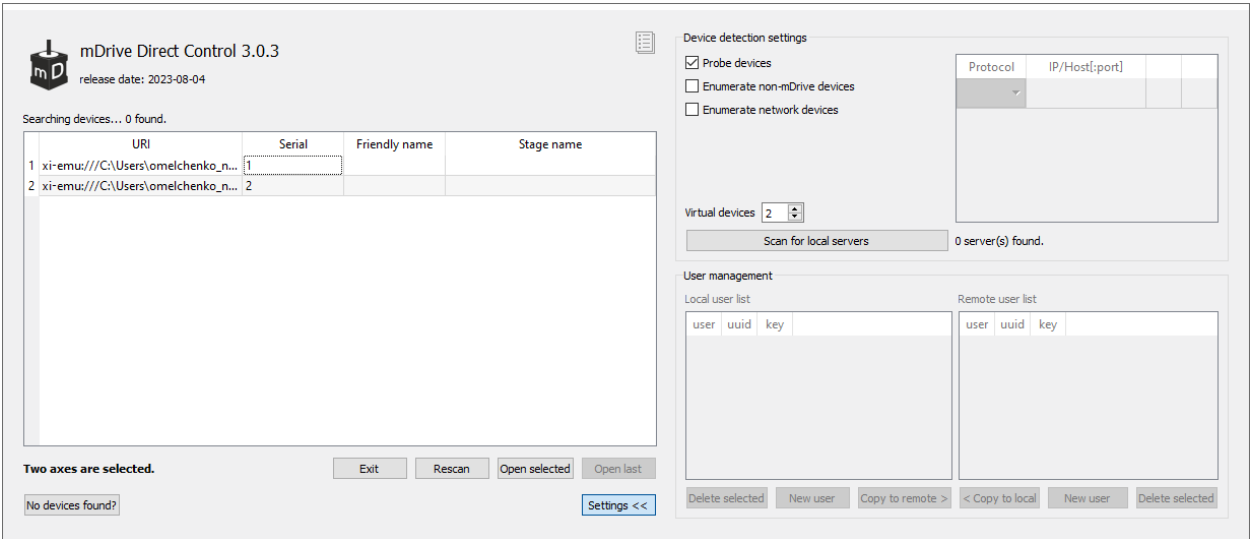 mD
mDrive Direct Control 3.0.3
release date: 2023-08-04
Searching devices... 0 found.
URI Serial Friendly name Stage name
1 xi-emu:///C:\Users\omelchenko_n... 1
2 xi-emu:///C:\Users\omelchenko_n... 2
Two axes are selected.
Exit Rescan Open selected Open last
No devices found? Settings <<
Device detection settings
Probe devices
Enumerate non-mDrive devices
Enumerate network devices
Protocol IP/Host[:port]
Virtual devices 2
Scan for local servers 0 server(s) found.
User management
Local user list Remote user list
user uuid key user uuid key
Delete selected New user Copy to remote > < Copy to local New user Delete selected